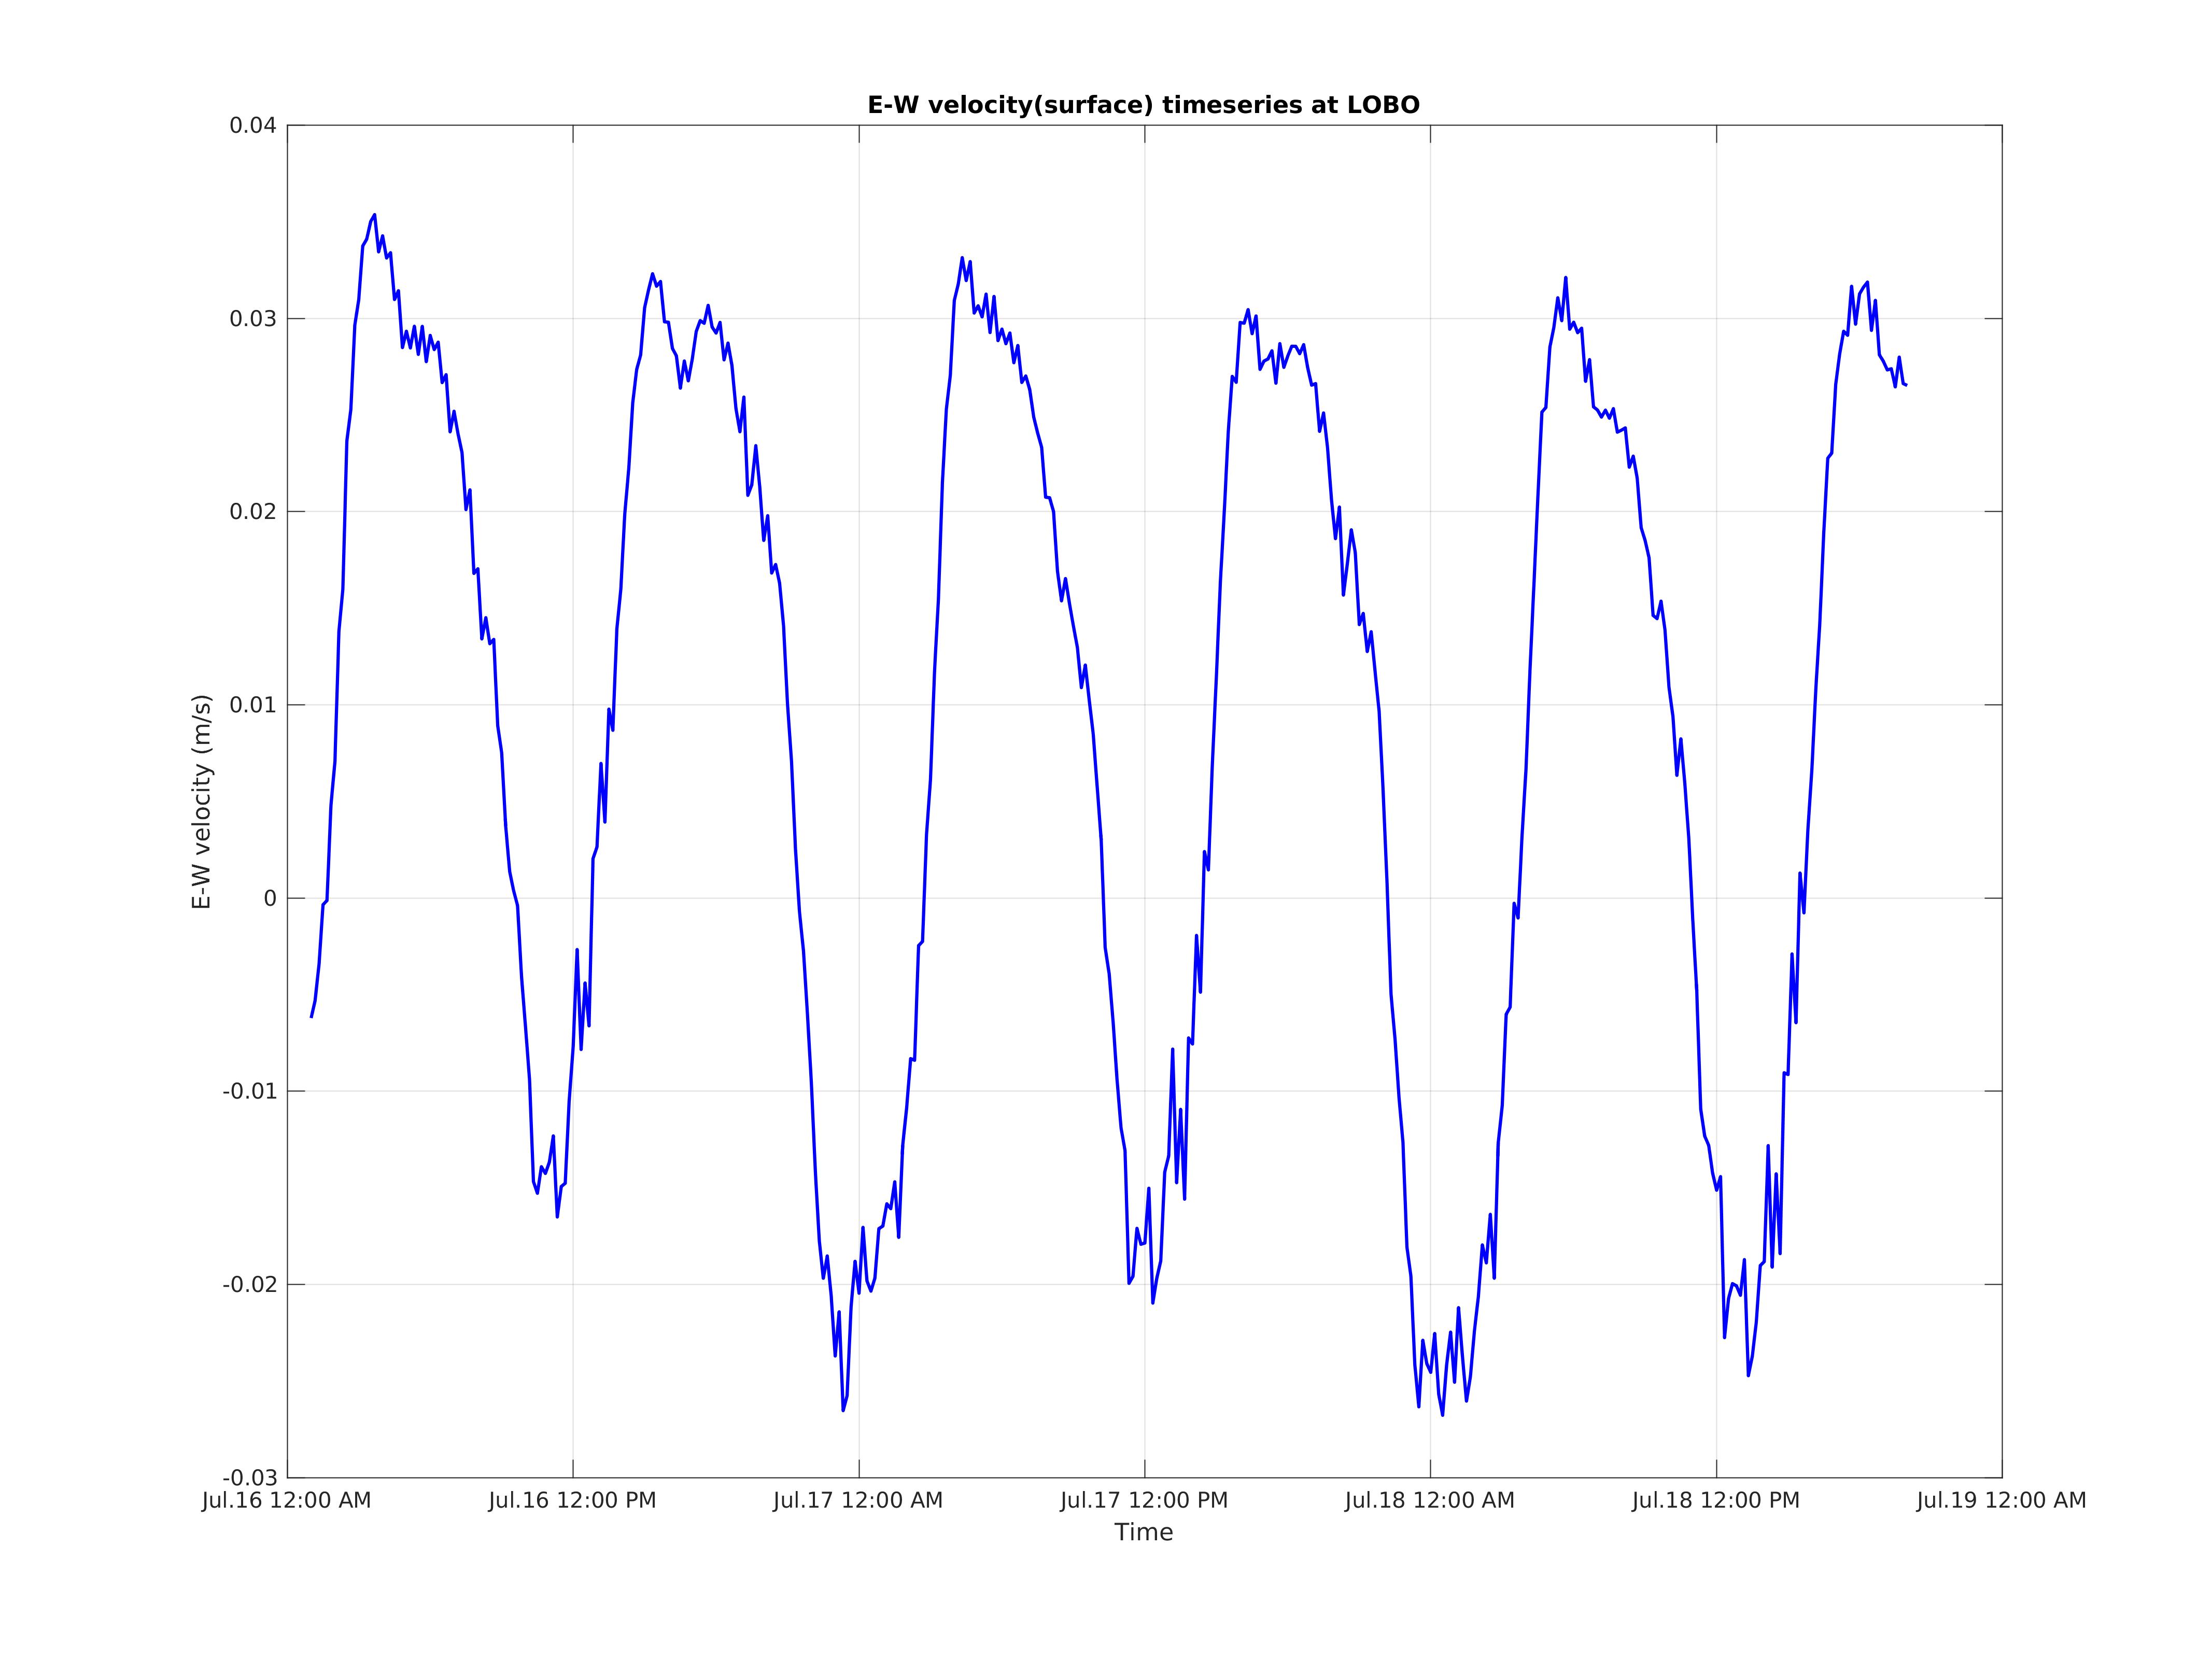 E-W velocity(surface) timeseries at LOBO
0.04
0.03
0.02
0.01
0
-0.01
-0.02
-0.03
E-W velocity (m/s)
Jul.16 12:00 AM Jul.16 12:00 PM Jul.17 12:00 AM Jul.17 12:00 PM Jul.18 12:00 AM Jul.18 12:00 PM Jul.19 12:00 AM
Time